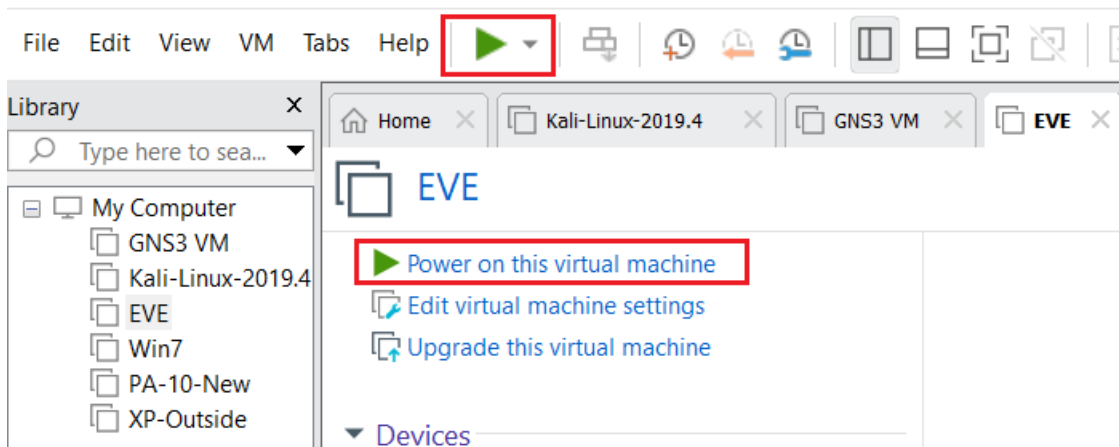 File Edit View VM Tabs Help
Library X
Type here to sea...
My Computer
GNS3 VM
Kali-Linux-2019.4
EVE
Win7
PA-10-New
XP-Outside
Home Kali-Linux-2019.4 GNS3 VM EVE
EVE
Power on this virtual machine
Edit virtual machine settings
Upgrade this virtual machine
Devices